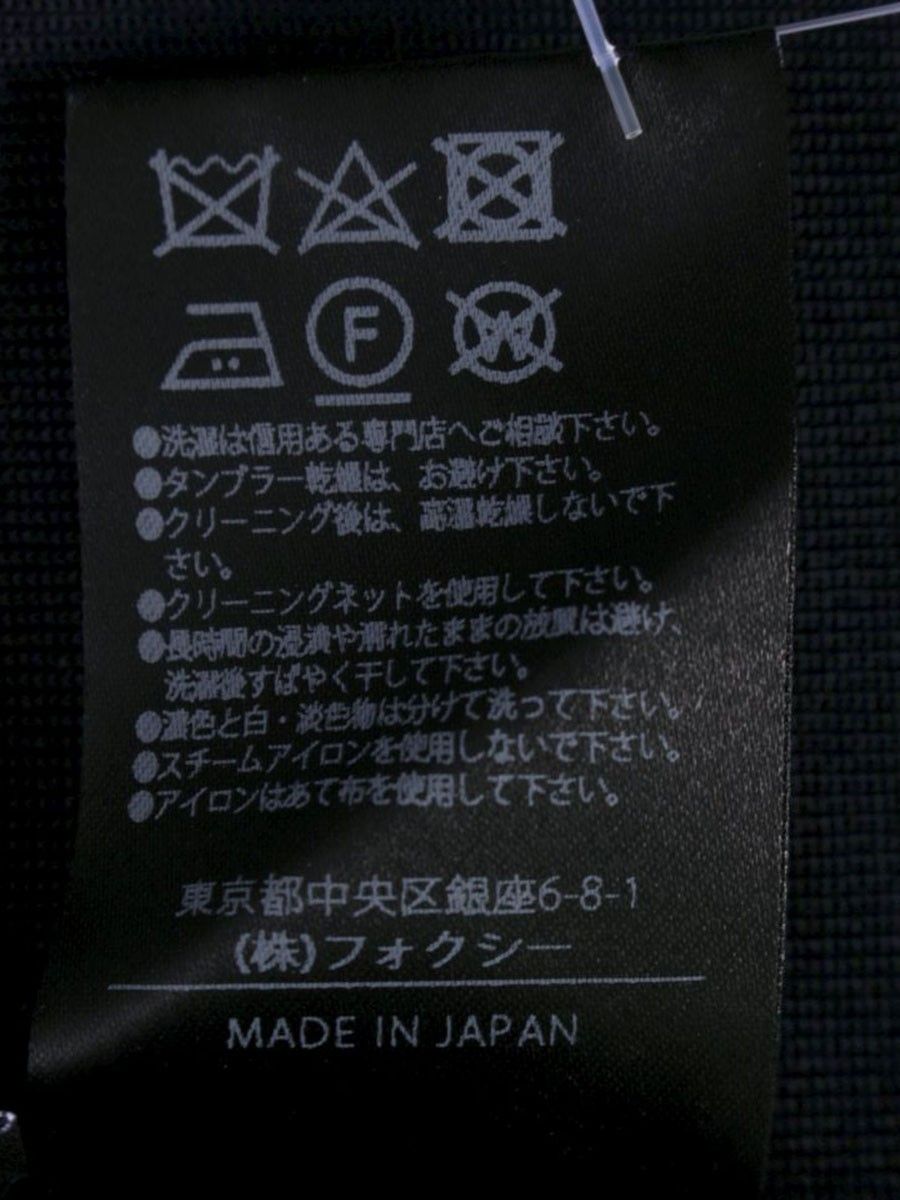 F W
●洗濯は信用ある専門店へご相談下さい。
●タンブラー乾燥は、お避け下さい。
●クリーニング後は、高温乾燥しないで下
さい。
●クリーニングネットを使用して下さい。
●長時間の浸漬や濡れたままの放置は避け、
洗濯後すばやく干して下さい。
●濃色と白・淡色物は分けて洗って下さい。
●スチームアイロンを使用しないで下さい。
●アイロンはあて布を使用して下さい。
東京都中央区銀座6-8-1
(株)フォクシー
MADE IN JAPAN